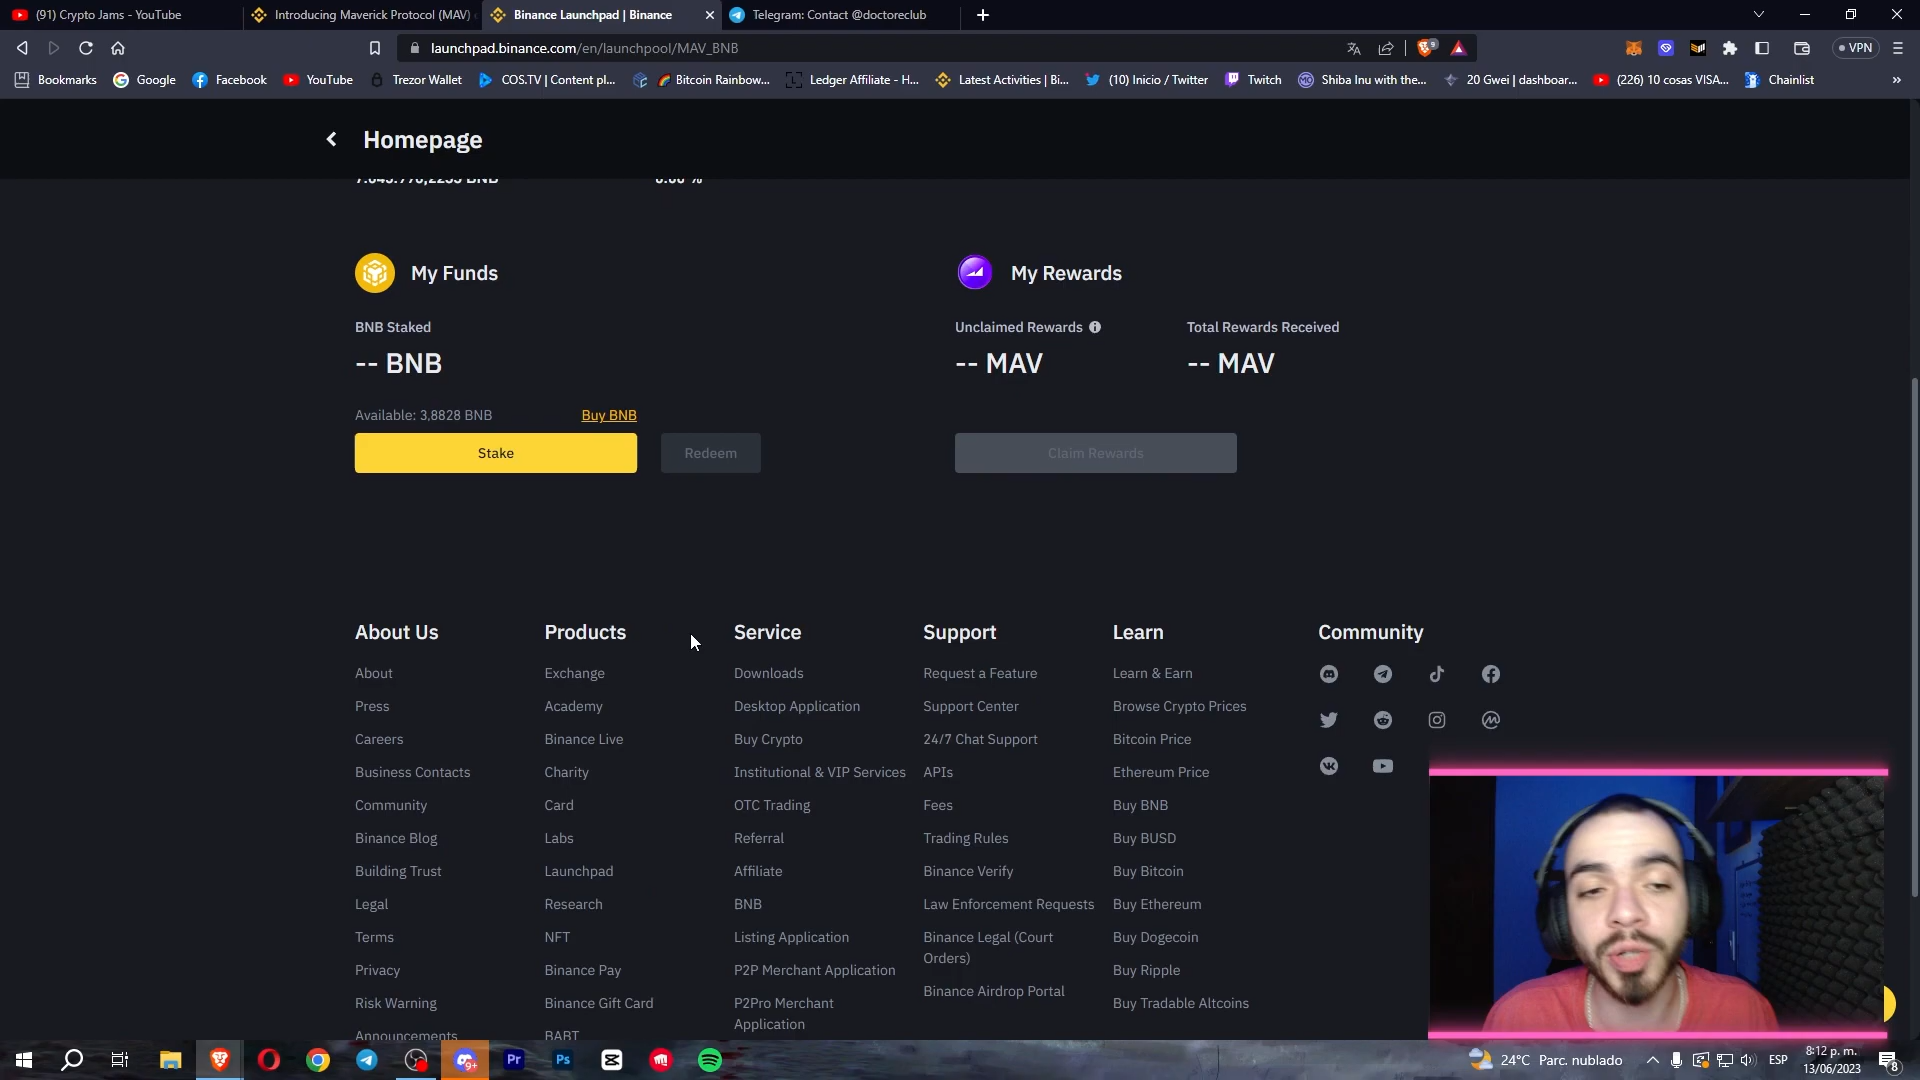 (91) Crypto Jams - YouTube
Introducing Maverick Protocol (MAV)
Binance Launchpad | Binance
Telegram: Contact @doctoreclub
launchpad.binance.com/en/launchpool/MAV_BNB
9
VPN
Bookmarks
Google
Facebook
YouTube
Trezor Wallet
COS.TV | Content pl...
Bitcoin Rainbow...
Ledger Affiliate - H...
Latest Activities | Bi...
(10) Inicio / Twitter
Twitch
Shiba Inu with the...
20 Gwei | dashboar...
(226) 10 cosas VISA...
Chainlist
Homepage
My Funds
BNB Staked
-- BNB
Available: 3,8828 BNB
Buy BNB
Stake
Redeem
My Rewards
Unclaimed Rewards
-- MAV
Total Rewards Received
-- MAV
Claim Rewards
About Us
About
Press
Careers
Business Contacts
Community
Binance Blog
Building Trust
Legal
Terms
Privacy
Risk Warning
Announcements
Products
Exchange
Academy
Binance Live
Charity
Card
Labs
Launchpad
Research
NFT
Binance Pay
Binance Gift Card
BABT
Service
Downloads
Desktop Application
Buy Crypto
Institutional & VIP Services
OTC Trading
Referral
Affiliate
BNB
Listing Application
P2P Merchant Application
P2Pro Merchant
Application
Support
Request a Feature
Support Center
24/7 Chat Support
APIs
Fees
Trading Rules
Binance Verify
Law Enforcement Requests
Binance Legal (Court
Orders)
Binance Airdrop Portal
Learn
Learn & Earn
Browse Crypto Prices
Bitcoin Price
Ethereum Price
Buy BNB
Buy BUSD
Buy Bitcoin
Buy Ethereum
Buy Dogecoin
Buy Ripple
Buy Tradable Altcoins
Community
24°C Parc. nublado
ESP
8:12 p. m.
13/06/2023
8